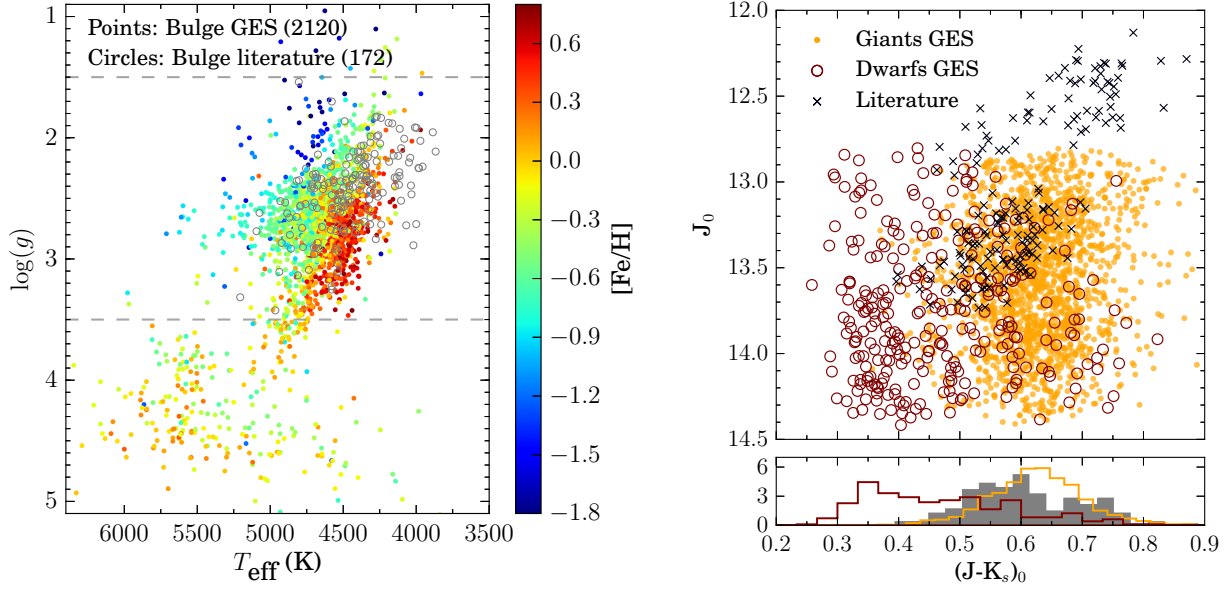 Points: Bulge GES (2120)
Circles: Bulge literature (172)
1
2
3
4
5
log(g)
6000 5500 5000 4500 4000 3500
T_eff (K)
0.6
0.3
0.0
−0.3
−0.6
−0.9
−1.2
−1.5
−1.8
[Fe/H]
Giants GES
Dwarfs GES
Literature
12.0
12.5
13.0
13.5
14.0
14.5
J₀
6
3
0
0.2 0.3 0.4 0.5 0.6 0.7 0.8 0.9
(J-Kₛ)₀